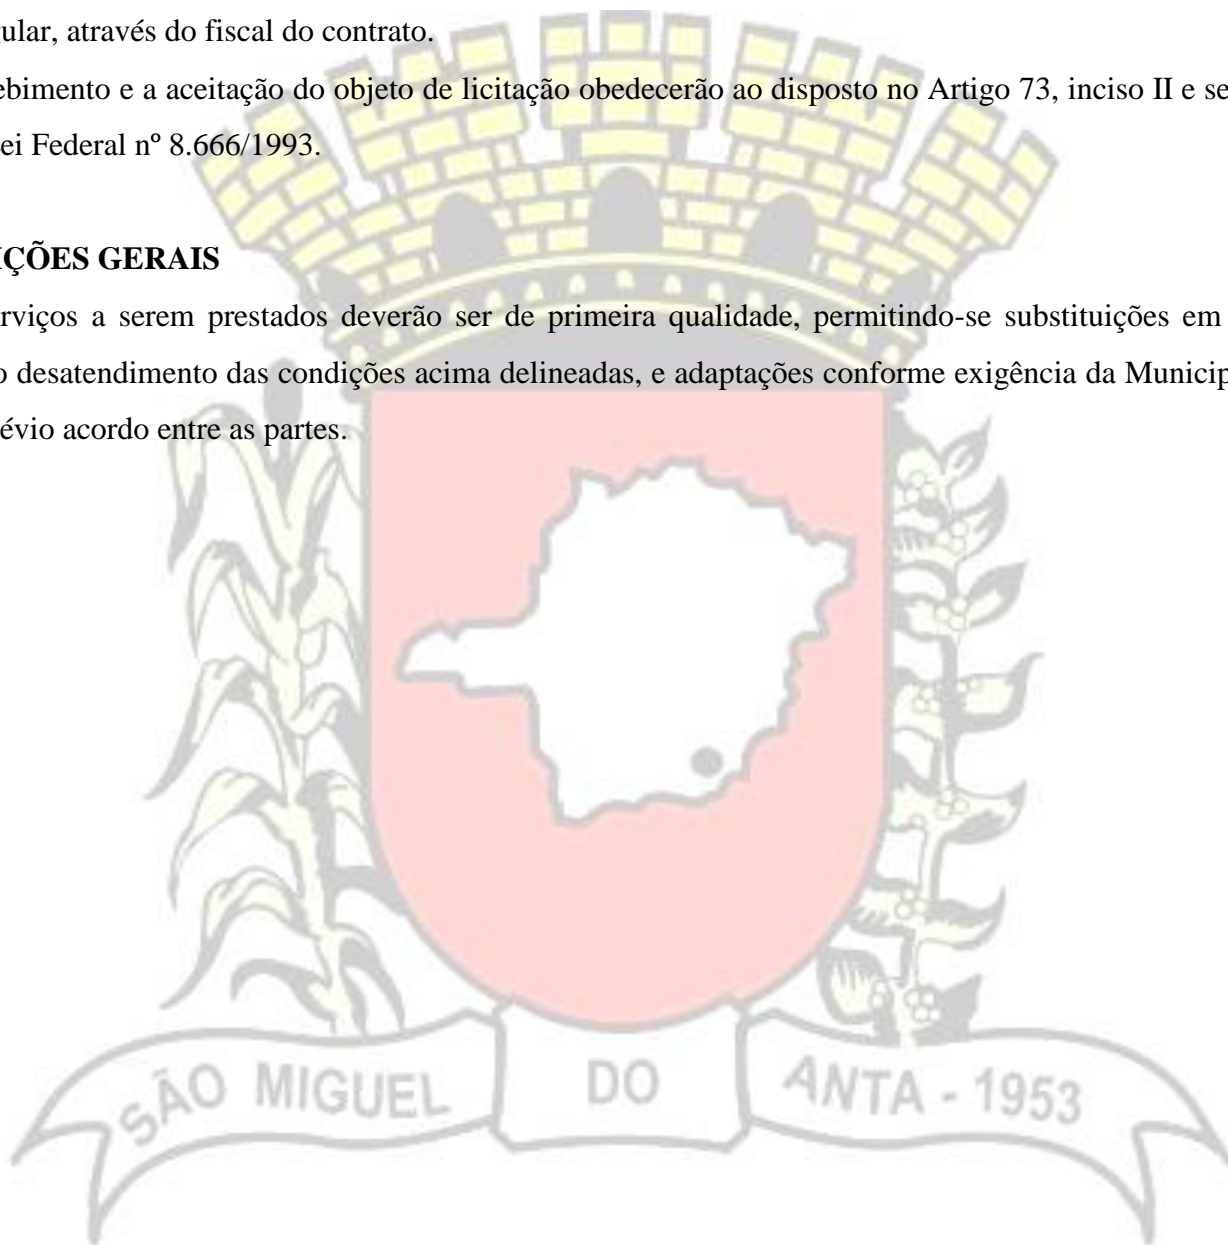 gular, através do fiscal do contrato.
ebimento e a aceitação do objeto de licitação obedecerão ao disposto no Artigo 73, inciso II e se
ei Federal nº 8.666/1993.
IÇÕES GERAIS
rviços a serem prestados deverão ser de primeira qualidade, permitindo-se substituições em
o desatendimento das condições acima delineadas, e adaptações conforme exigência da Municip
évio acordo entre as partes.
SÃO MIGUEL DO ANTA - 1953